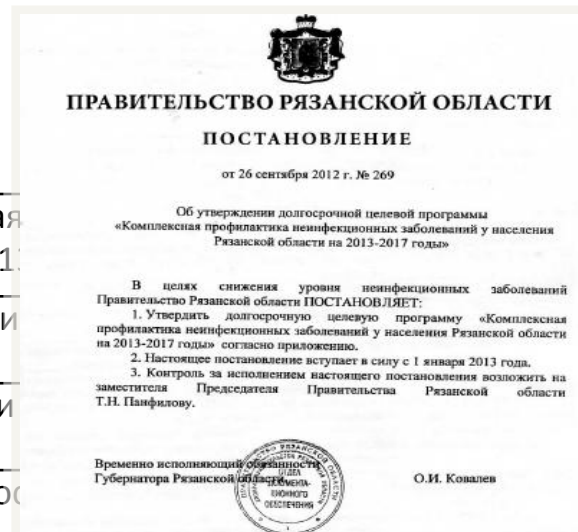 ПРАВИТЕЛЬСТВО РЯЗАНСКОЙ ОБЛАСТИ
ПОСТАНОВЛЕНИЕ
от 26 сентября 2012 г. № 269
Об утверждении долгосрочной целевой программы
«Комплексная профилактика неинфекционных заболеваний у населения
Рязанской области на 2013-2017 годы»
В целях снижения уровня неинфекционных заболеваний
Правительство Рязанской области ПОСТАНОВЛЯЕТ:
1. Утвердить долгосрочную целевую программу «Комплексная
профилактика неинфекционных заболеваний у населения Рязанской области
на 2013-2017 годы» согласно приложению.
2. Настоящее постановление вступает в силу с 1 января 2013 года.
3. Контроль за исполнением настоящего постановления возложить на
заместителя Председателя Правительства Рязанской области
Т.Н. Панфилову.
Временно исполняющий обязанности
Губернатора Рязанской области О.И. Ковалев
ОТДЕЛ
ДОКУМЕНТА-
ЦИОННОГО
ОБЕСПЕЧЕНИЯ